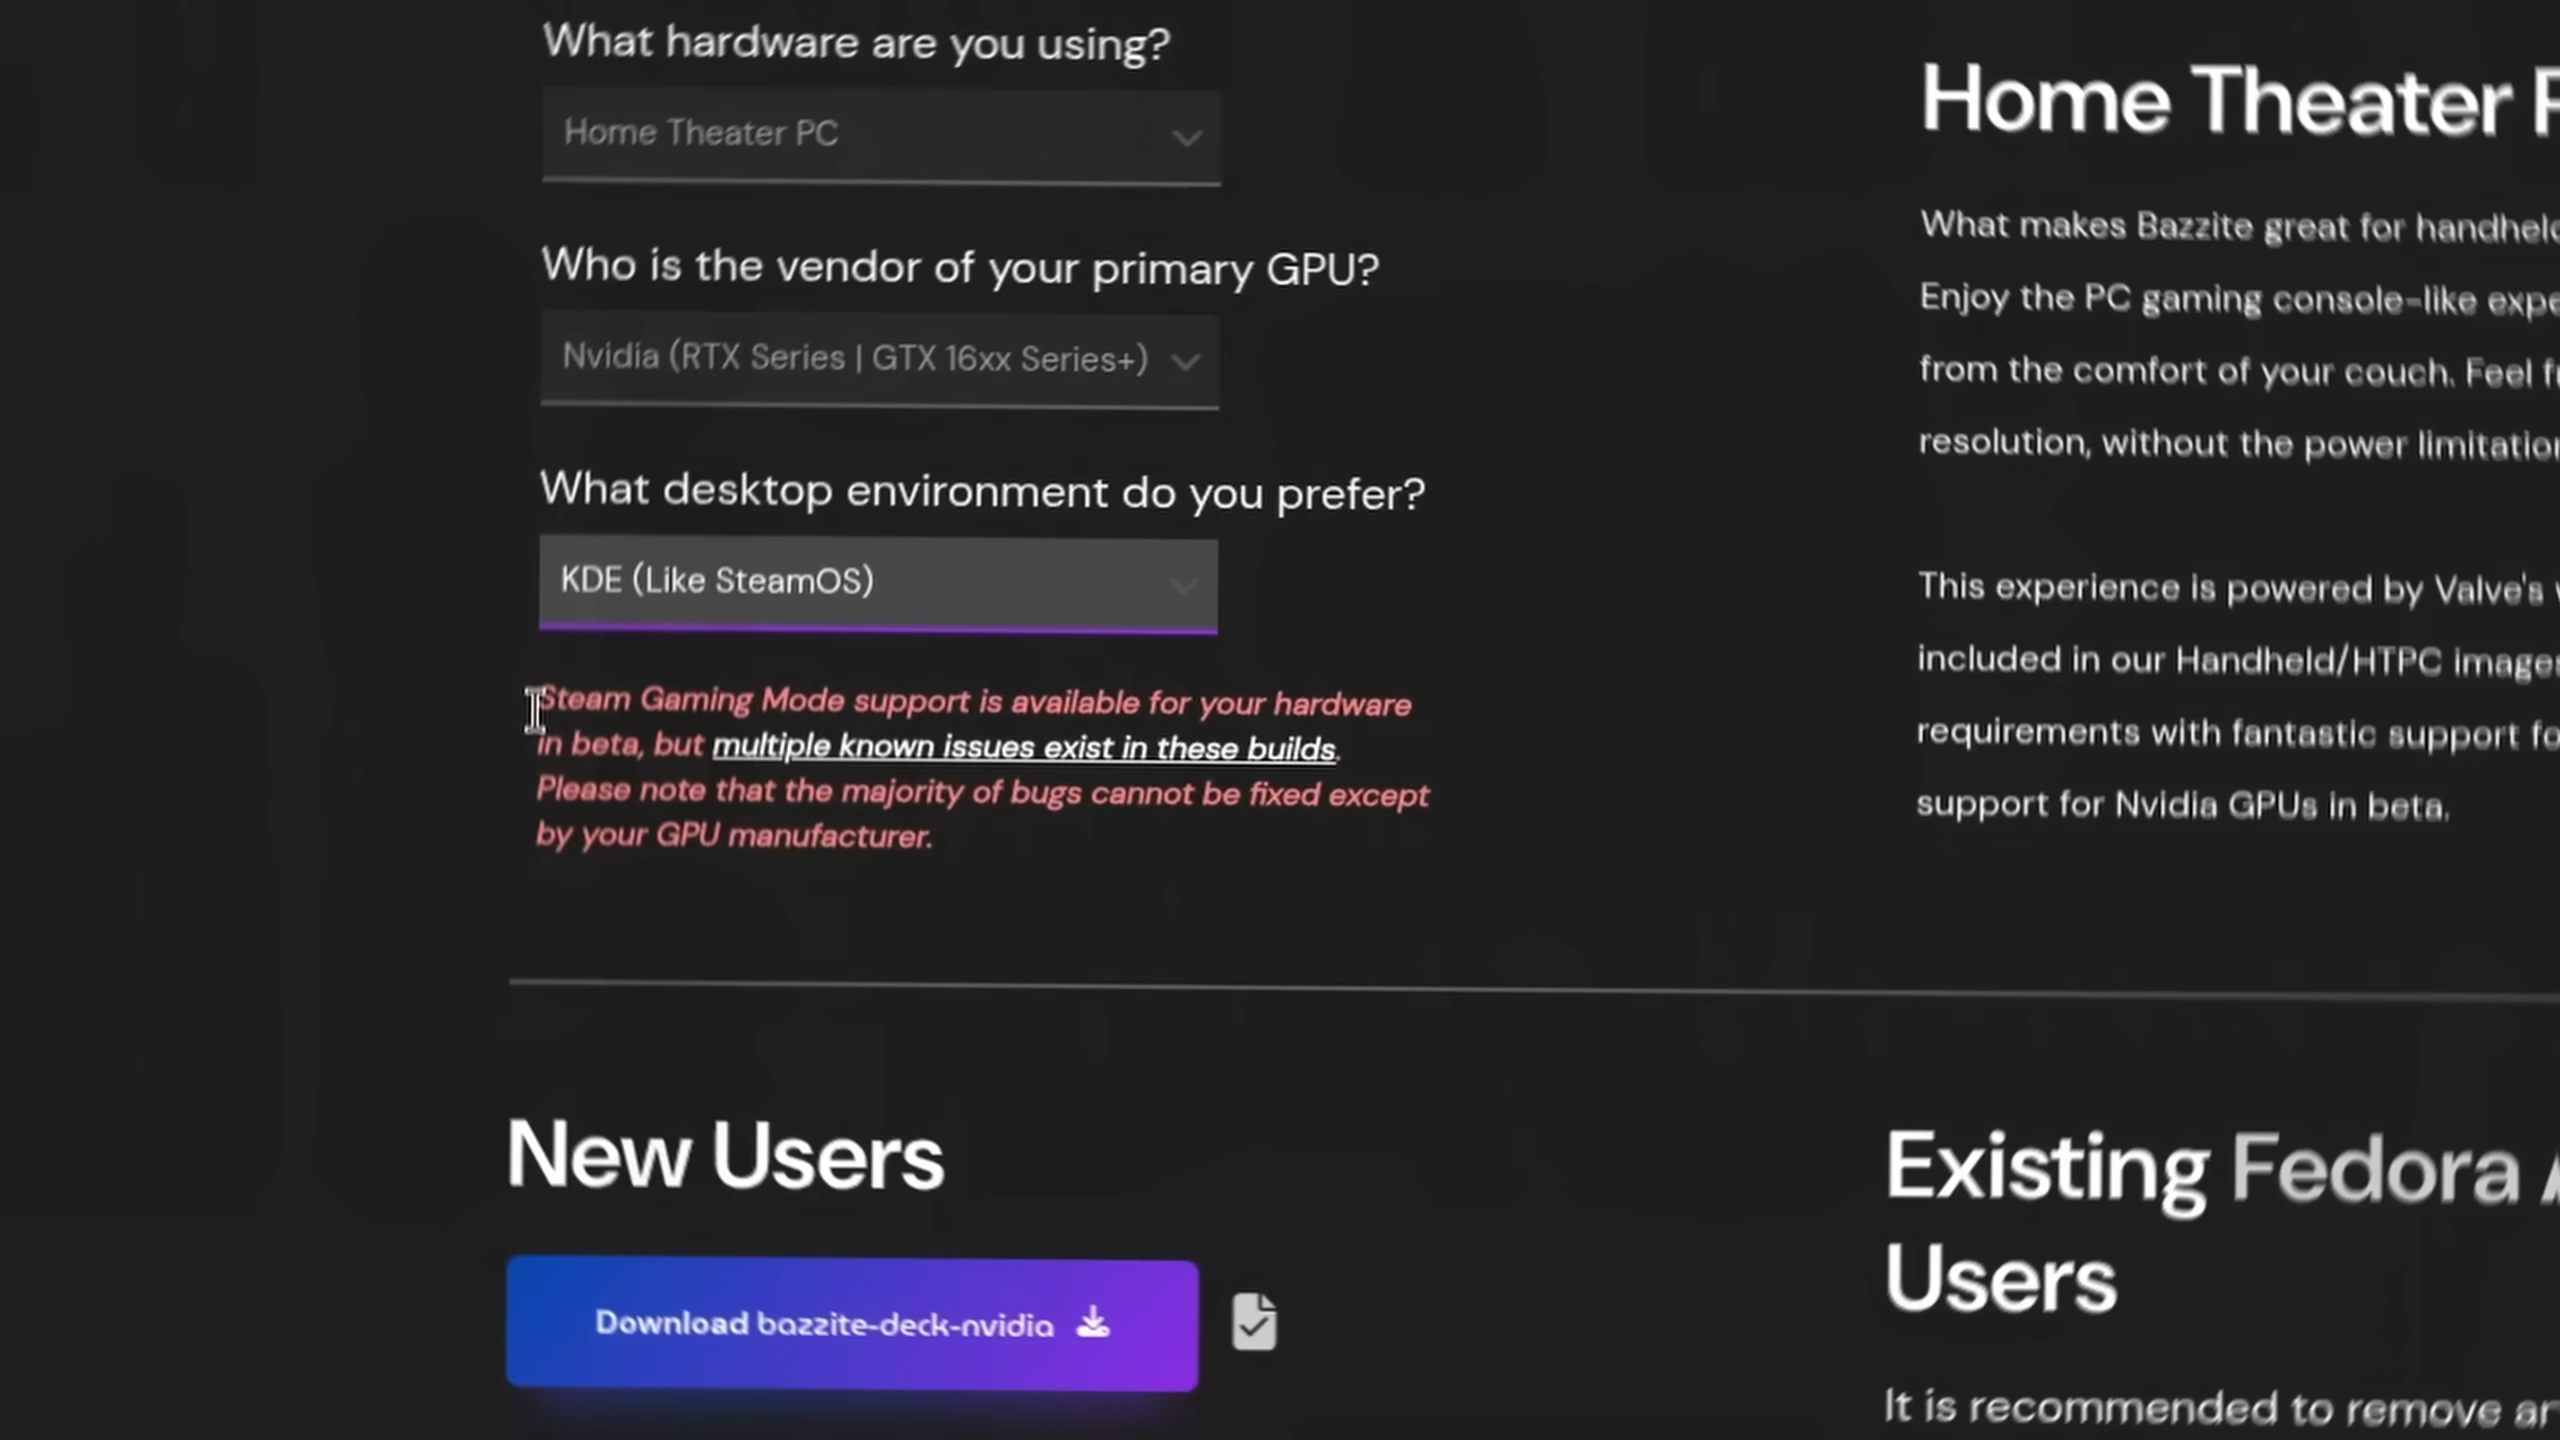 What hardware are you using?
Home Theater PC
Who is the vendor of your primary GPU?
Nvidia (RTX Series | GTX 16xx Series+)
What desktop environment do you prefer?
KDE (Like SteamOS)
Steam Gaming Mode support is available for your hardware
in beta, but multiple known issues exist in these builds.
Please note that the majority of bugs cannot be fixed except
by your GPU manufacturer.
Home Theater
What makes Bazzite great for
Enjoy the PC gaming console-like
from the comfort of your couch. Feel
resolution, without the power
This experience is powered by Valve's
included in our Handheld/HTPC images
requirements with fantastic support
support for Nvidia GPUs in beta.
New Users
Download bazzite-deck-nvidia
Existing Fedora
Users
It is recommended to remove